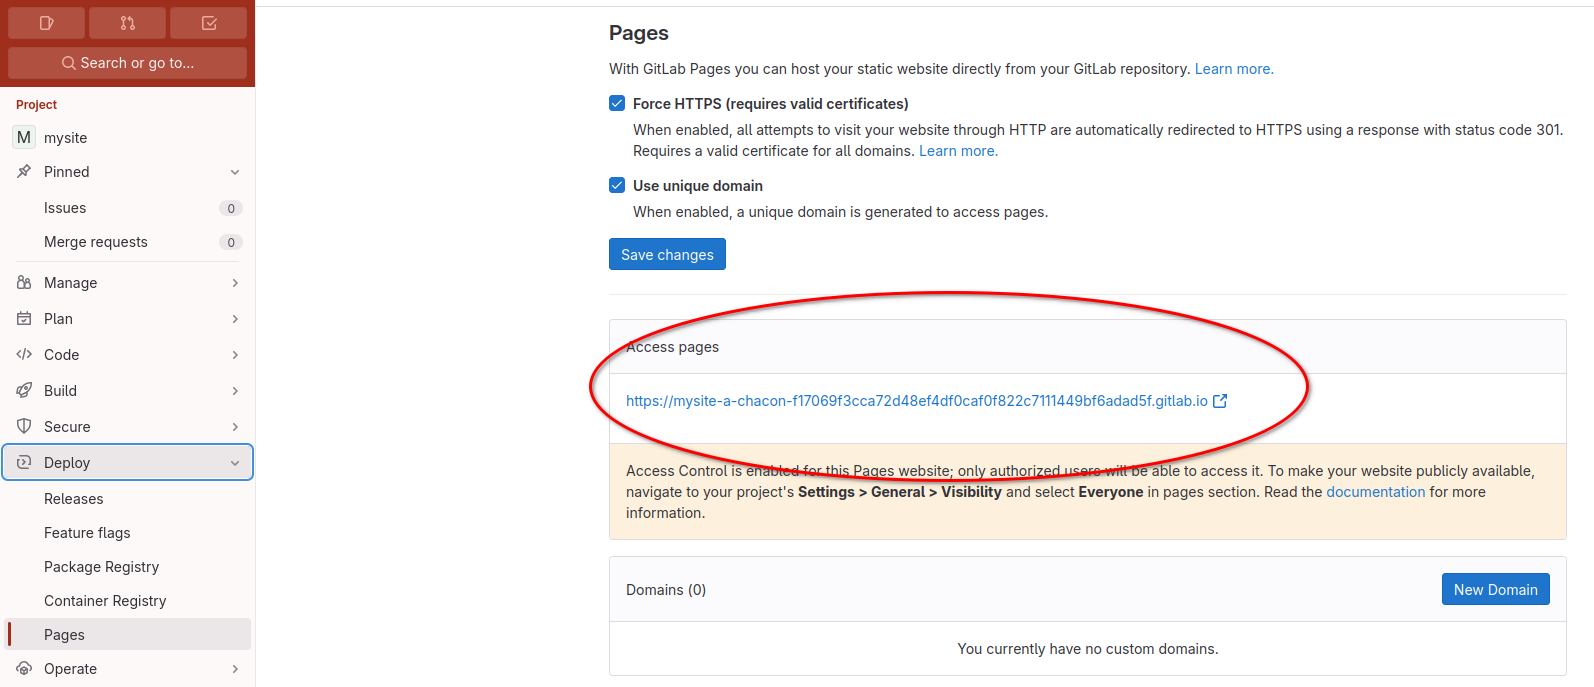 Search or go to...
Project
M mysite
Pinned
Issues 0
Merge requests 0
Manage
Plan
Code
Build
Secure
Deploy
Releases
Feature flags
Package Registry
Container Registry
Pages
Operate
Pages
With GitLab Pages you can host your static website directly from your GitLab repository. Learn more.
Force HTTPS (requires valid certificates)
When enabled, all attempts to visit your website through HTTP are automatically redirected to HTTPS using a response with status code 301.
Requires a valid certificate for all domains. Learn more.
Use unique domain
When enabled, a unique domain is generated to access pages.
Save changes
Access pages
https://mysite-a-chacon-f17069f3cca72d48ef4df0caf0f822c7111449bf6adad5f.gitlab.io
Access Control is enabled for this Pages website; only authorized users will be able to access it. To make your website publicly available,
navigate to your project's Settings > General > Visibility and select Everyone in pages section. Read the documentation for more
information.
Domains (0)
New Domain
You currently have no custom domains.